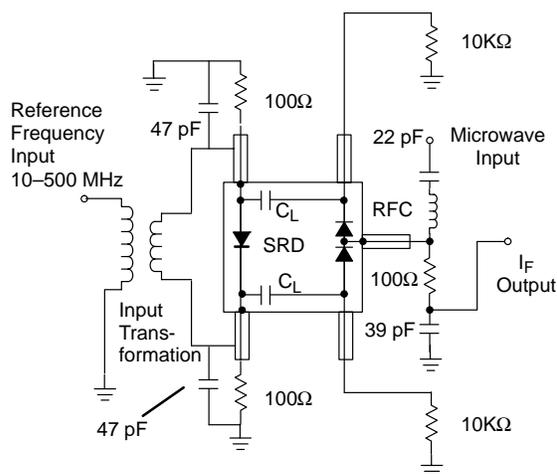 10KΩ
100Ω
Reference
Frequency
Input
10–500 MHz
47 pF
22 pF
Microwave
Input
C_L
RFC
SRD
C_L
100Ω
I_F
Output
Input
Trans-
formation
39 pF
100Ω
47 pF
10KΩ